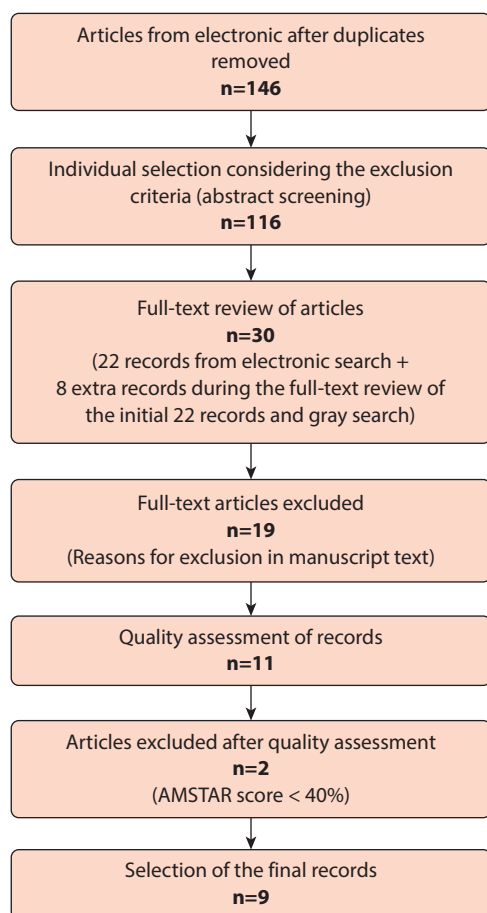 Articles from electronic after duplicates
removed
n=146
Individual selection considering the exclusion
criteria (abstract screening)
n=116
Full-text review of articles
n=30
(22 records from electronic search +
8 extra records during the full-text review of
the initial 22 records and gray search)
Full-text articles excluded
n=19
(Reasons for exclusion in manuscript text)
Quality assessment of records
n=11
Articles excluded after quality assessment
n=2
(AMSTAR score < 40%)
Selection of the final records
n=9